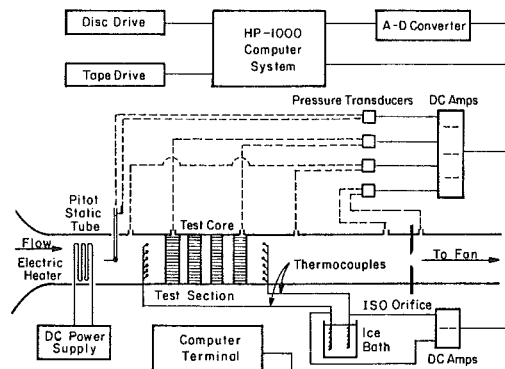 Disc Drive
HP-1000
Computer
System
A-D Converter
Tape Drive
Pressure Transducers
DC Amps
Pitot
Static
Tube
Test Core
Flow
Electric
Heater
Thermocouples
To Fan
Test Section
ISO Orifice
DC Power
Supply
Computer
Terminal
Ice
Bath
DC Amps